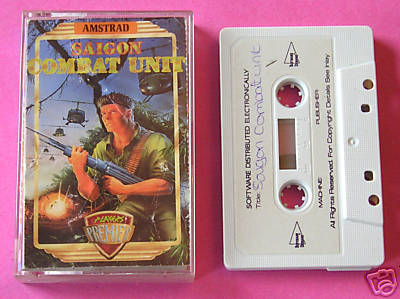 AMSTRAD
SAIGON
COMBAT UNIT
PLAYERS
PREMIER
SOFTWARE DISTRIBUTED ELECTRONICALLY
Title: Saigon Combat unit
MACHINE:
PUBLISHER
All Rights Reserved. For Copyright Details See Inlay